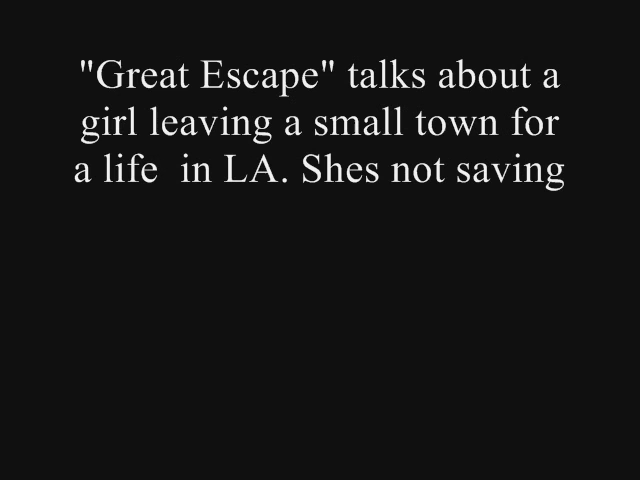 "Great Escape" talks about a
girl leaving a small town for
a life  in LA. Shes not saving